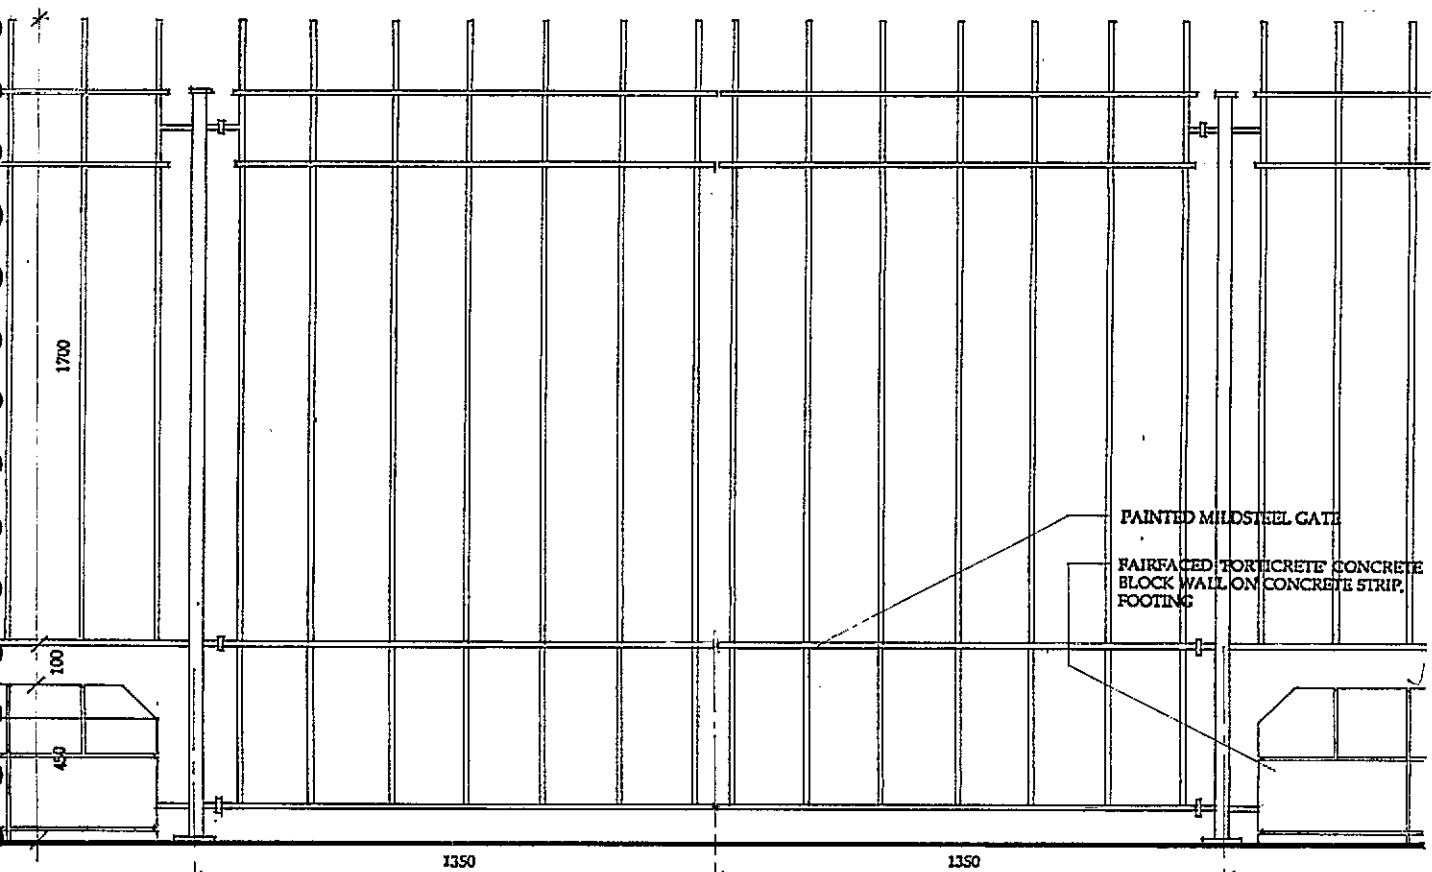 1700
PAINTED MILDSTEEL GATE
FAIRFACED 'FORTICRETE' CONCRETE
BLOCK WALL ON CONCRETE STRIP.
FOOTING
100
450
1350
1350